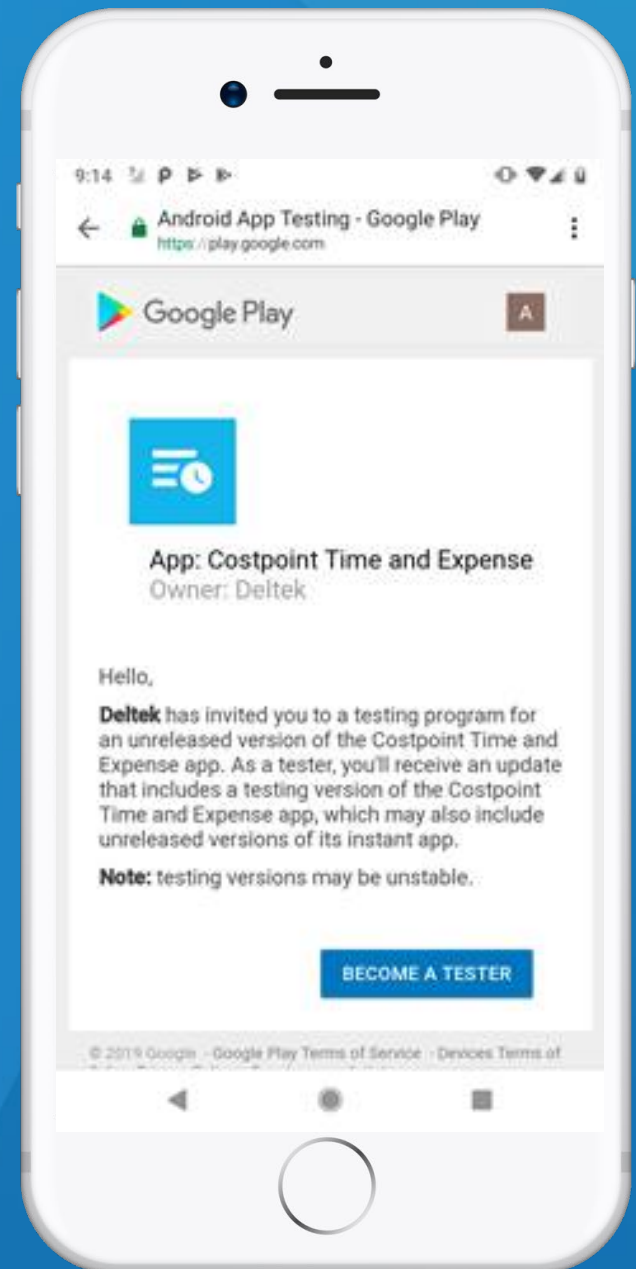 9:14
Android App Testing - Google Play
https://play.google.com
Google Play
A
App: Costpoint Time and Expense
Owner: Deltek
Hello,
Deltek has invited you to a testing program for
an unreleased version of the Costpoint Time and
Expense app. As a tester, you'll receive an update
that includes a testing version of the Costpoint
Time and Expense app, which may also include
unreleased versions of its instant app.
Note: testing versions may be unstable.
BECOME A TESTER
© 2019 Google - Google Play Terms of Service - Devices Terms of